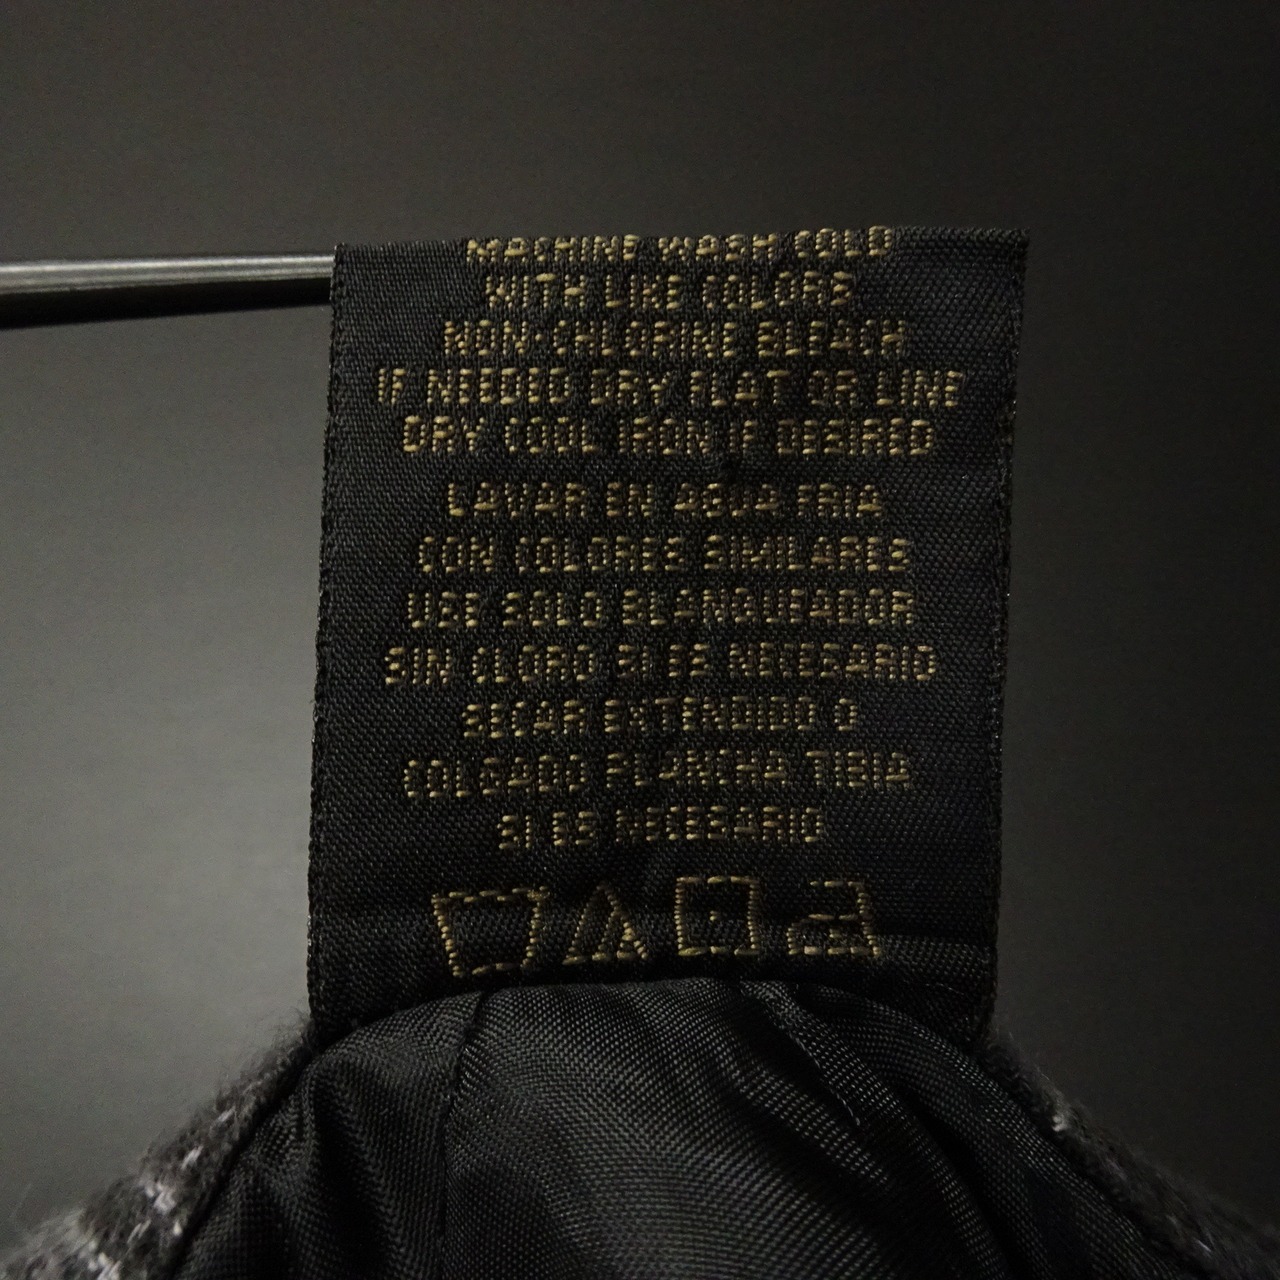 MACHINE WASH COLD
WITH LIKE COLORS
NON-CHLORINE BLEACH
IF NEEDED DRY FLAT OR LINE
DRY COOL IRON IF DESIRED
LAVAR EN AGUA FRIA
CON COLORES SIMILARES
USE SOLO BLANQUEADOR
SIN CLORO SI ES NECESARIO
SECAR EXTENDIDO O
COLGADO PLANCHA TIBIA
SI ES NECESARIO